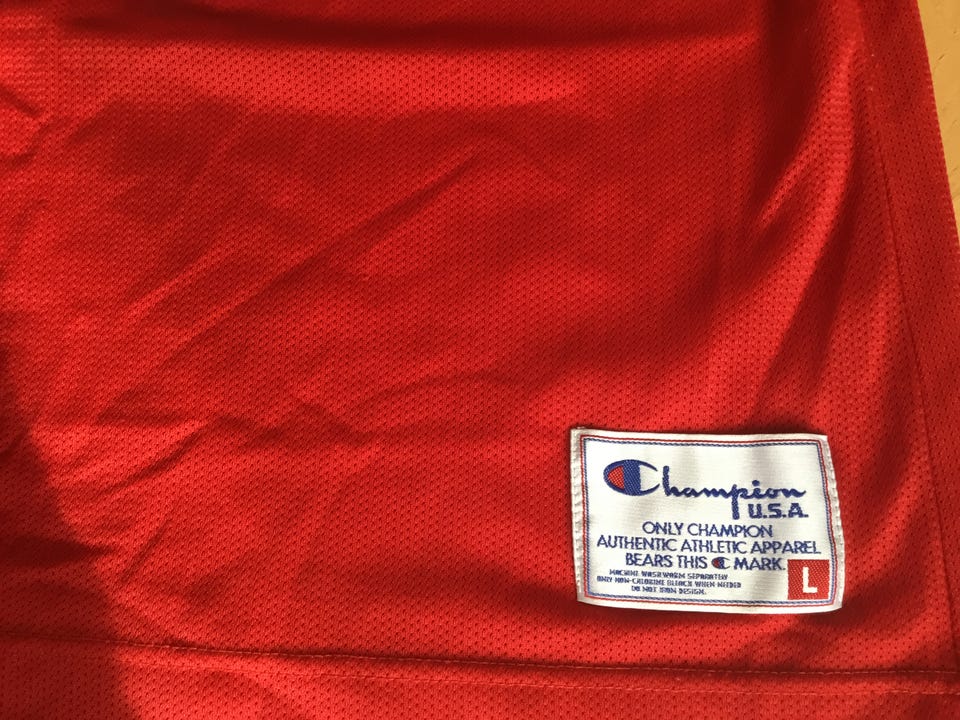 Champion
U.S.A.
ONLY CHAMPION
AUTHENTIC ATHLETIC APPAREL
BEARS THIS C MARK.
MACHINE WASH WARM SEPARATELY
ONLY NON-CHLORINE BLEACH WHEN NEEDED
DO NOT IRON DESIGN.
L